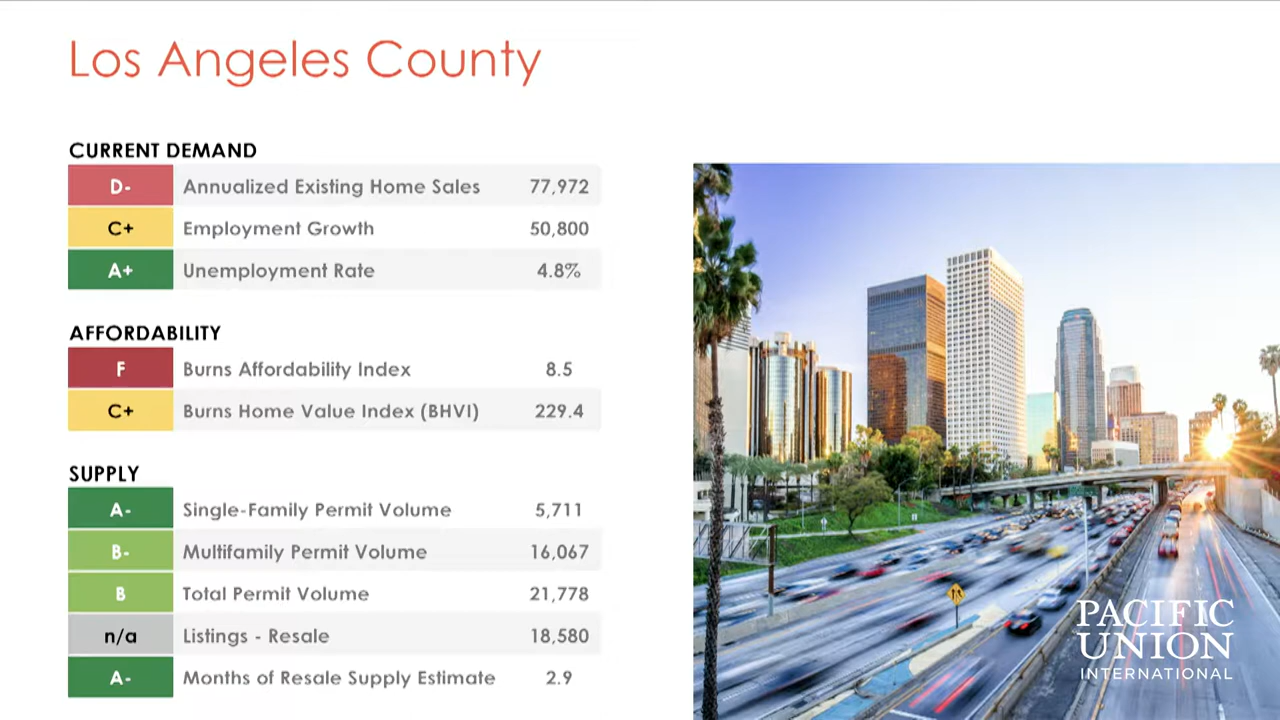 Los Angeles County
CURRENT DEMAND
D- Annualized Existing Home Sales 77,972
C+ Employment Growth 50,800
A+ Unemployment Rate 4.8%
AFFORDABILITY
F Burns Affordability Index 8.5
C+ Burns Home Value Index (BHVI) 229.4
SUPPLY
A- Single-Family Permit Volume 5,711
B- Multifamily Permit Volume 16,067
B Total Permit Volume 21,778
n/a Listings - Resale 18,580
A- Months of Resale Supply Estimate 2.9
PACIFIC
UNION
INTERNATIONAL